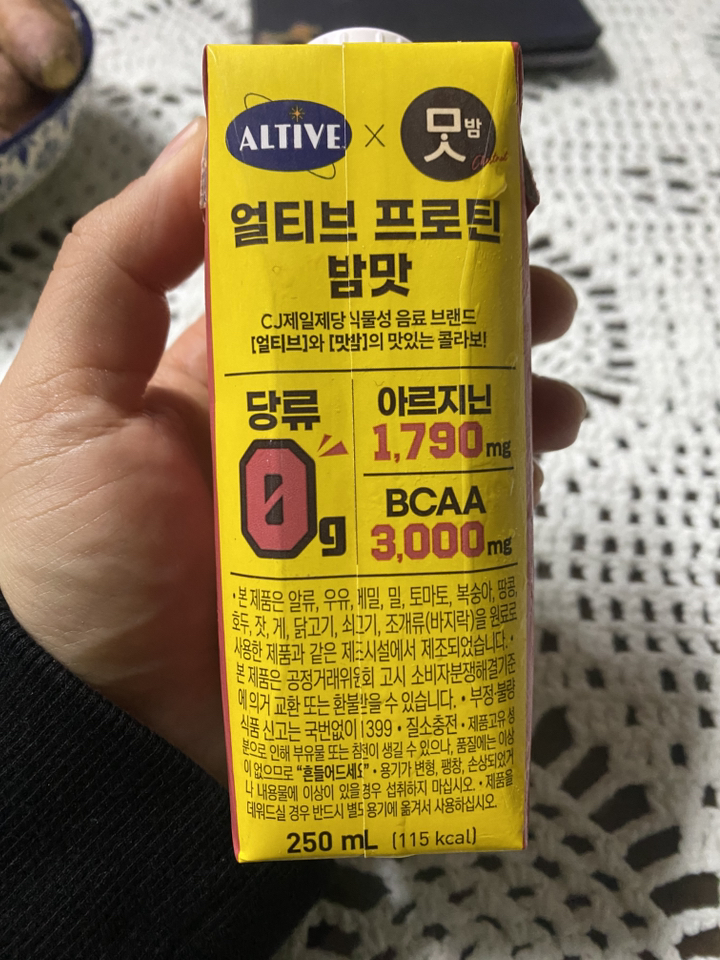 ALTIVE × 맛밤
얼티브 프로틴
밤맛
CJ제일제당 식물성 음료 브랜드
[얼티브]와 [맛밤]의 맛있는 콜라보!
당류
0g
아르지닌
1,790mg
BCAA
3,000mg
•본 제품은 알류, 우유, 메밀, 밀, 토마토, 복숭아, 땅콩,
호두, 잣, 게, 닭고기, 쇠고기, 조개류(바지락)을 원료로
사용한 제품과 같은 제조시설에서 제조되었습니다. •
본 제품은 공정거래위원회 고시 소비자분쟁해결기준
에 의거 교환 또는 환불받을 수 있습니다. • 부정·불량
식품 신고는 국번없이 1399 • 질소충전 • 제품고유 성
분으로 인해 부유물 또는 침전이 생길 수 있으나, 품질에는 이상
이 없으므로 “흔들어드세요” • 용기가 변형, 팽창, 손상되었거
나 내용물에 이상이 있을 경우 섭취하지 마십시오. • 제품을
데워드실 경우 반드시 별도 용기에 옮겨서 사용하십시오.
250 mL (115 kcal)